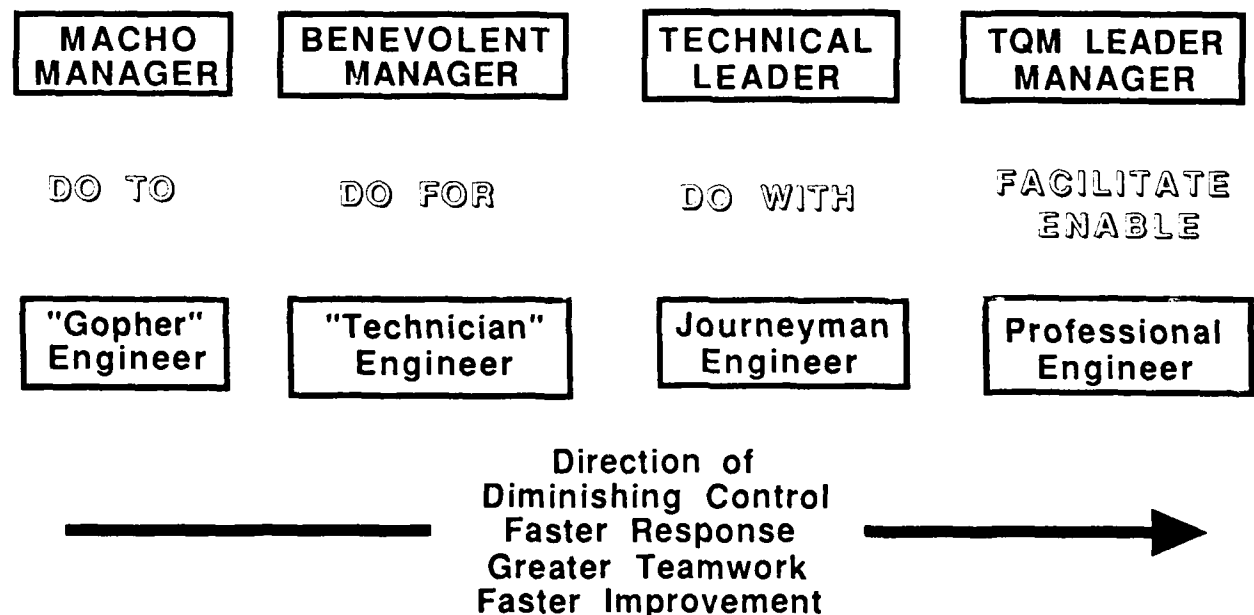 MACHO
MANAGER
BENEVOLENT
MANAGER
TECHNICAL
LEADER
TQM LEADER
MANAGER
DO TO
DO FOR
DO WITH
FACILITATE
ENABLE
"Gopher"
Engineer
"Technician"
Engineer
Journeyman
Engineer
Professional
Engineer
Direction of
Diminishing Control
Faster Response
Greater Teamwork
Faster Improvement